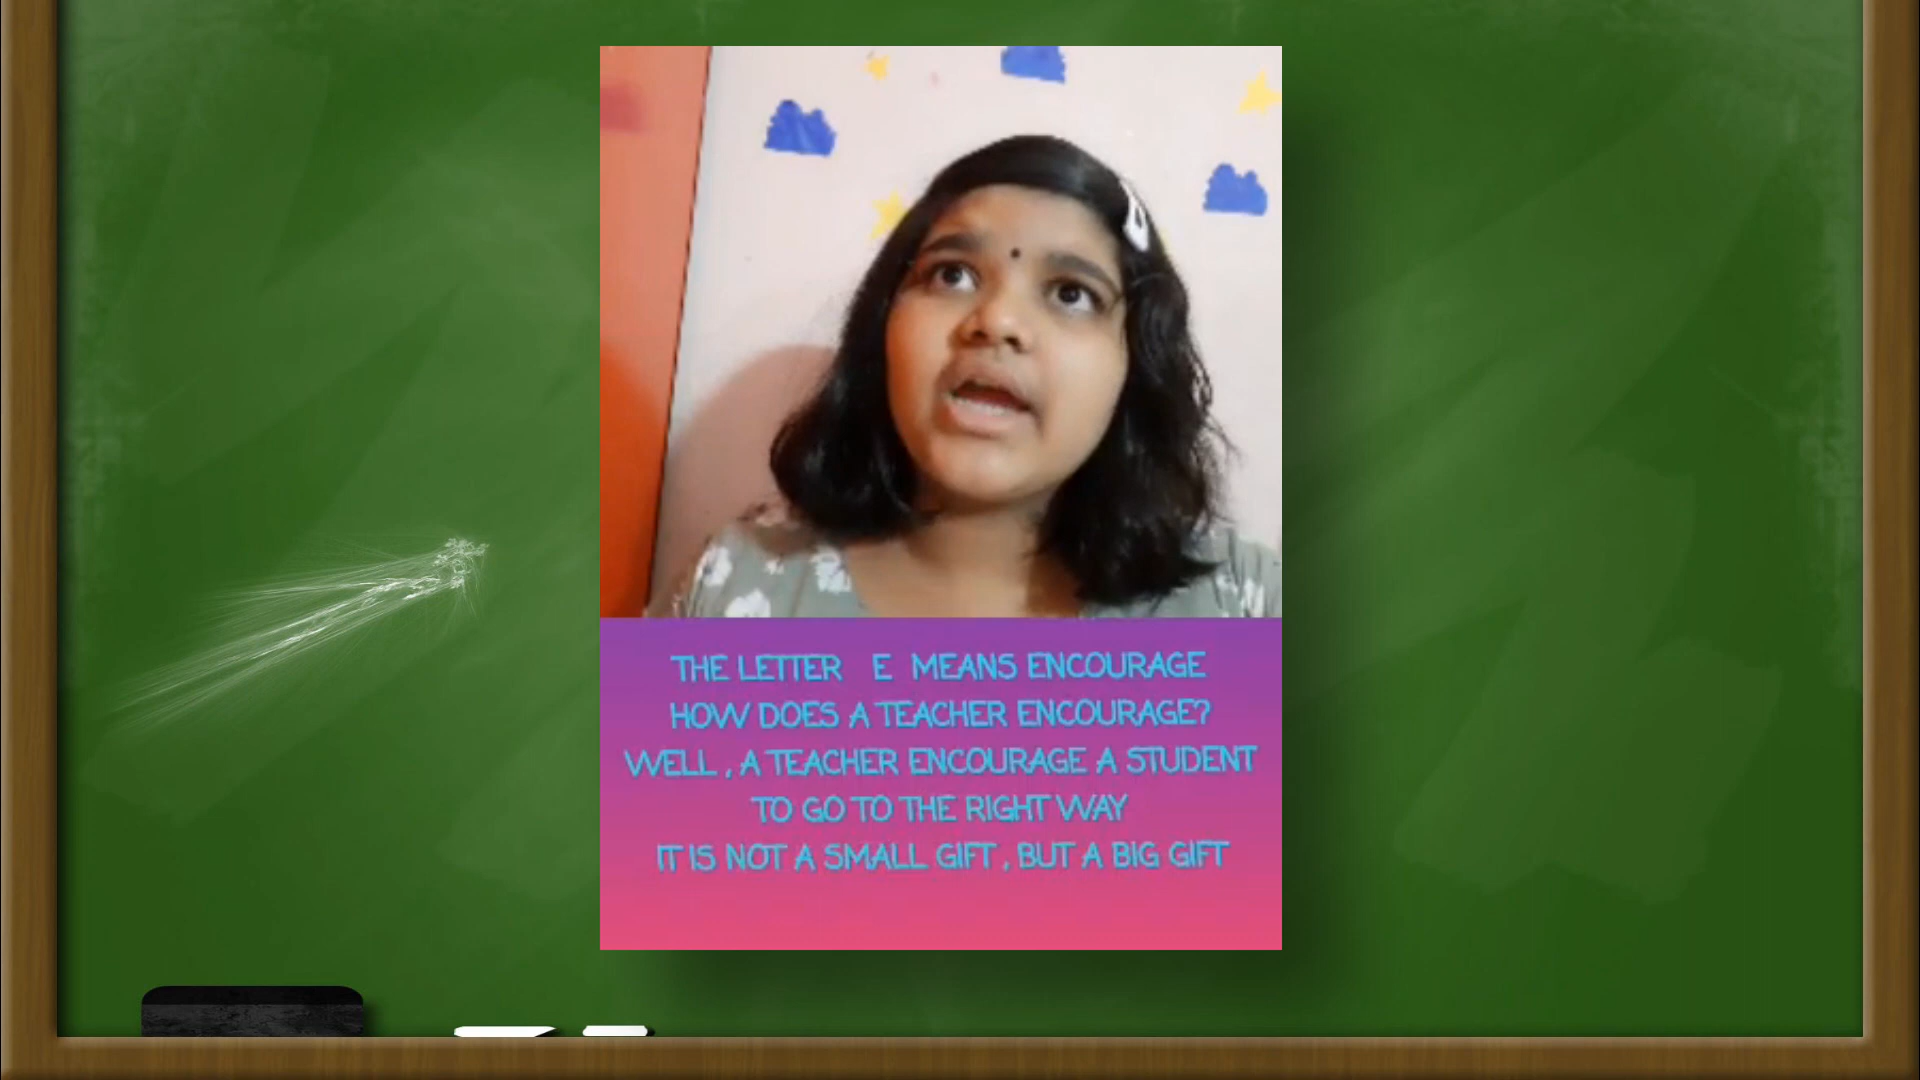 THE LETTER E MEANS ENCOURAGE
HOW DOES A TEACHER ENCOURAGE?
WELL , A TEACHER ENCOURAGE A STUDENT
TO GO TO THE RIGHT WAY
IT IS NOT A SMALL GIFT , BUT A BIG GIFT